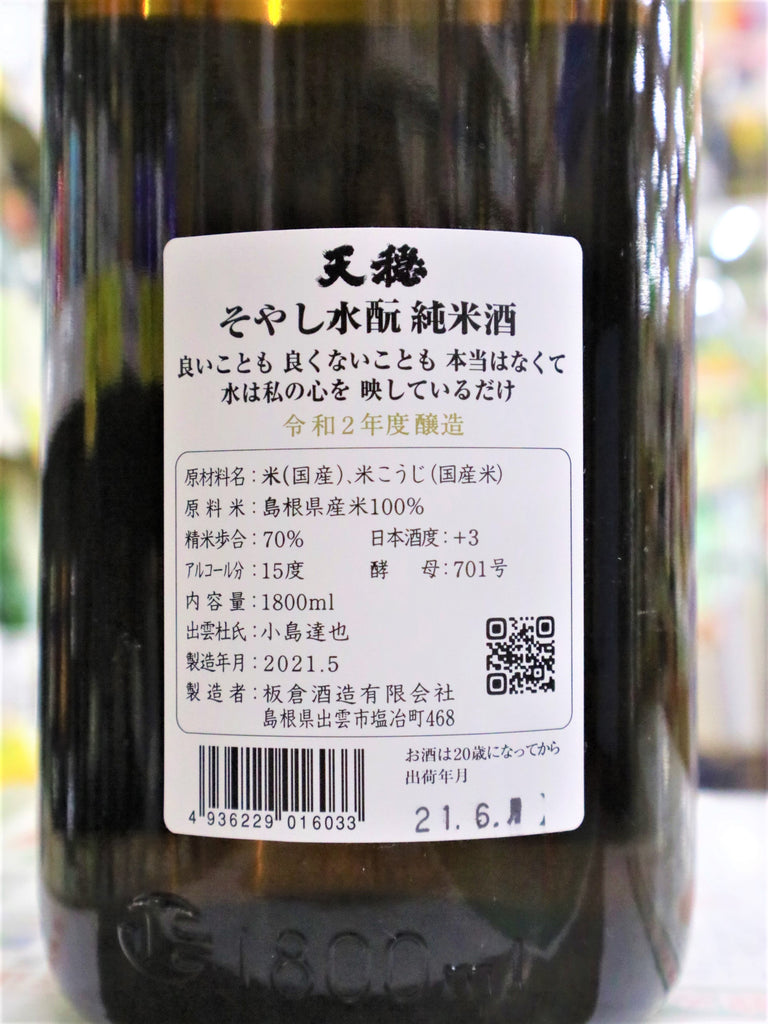 天穏
そやし水酛 純米酒
良いことも 良くないことも 本当はなくて
水は私の心を 映しているだけ
令和2年度醸造
原材料名：米(国産)、米こうじ(国産米)
原料米：島根県産米100%
精米歩合：70% 日本酒度：+3
アルコール分：15度 酵母：701号
内容量：1800ml
出雲杜氏：小島達也
製造年月：2021.5
製造者：板倉酒造有限会社
島根県出雲市塩冶町468
お酒は20歳になってから
出荷年月
21.6.
4 936229 016033
1800ml